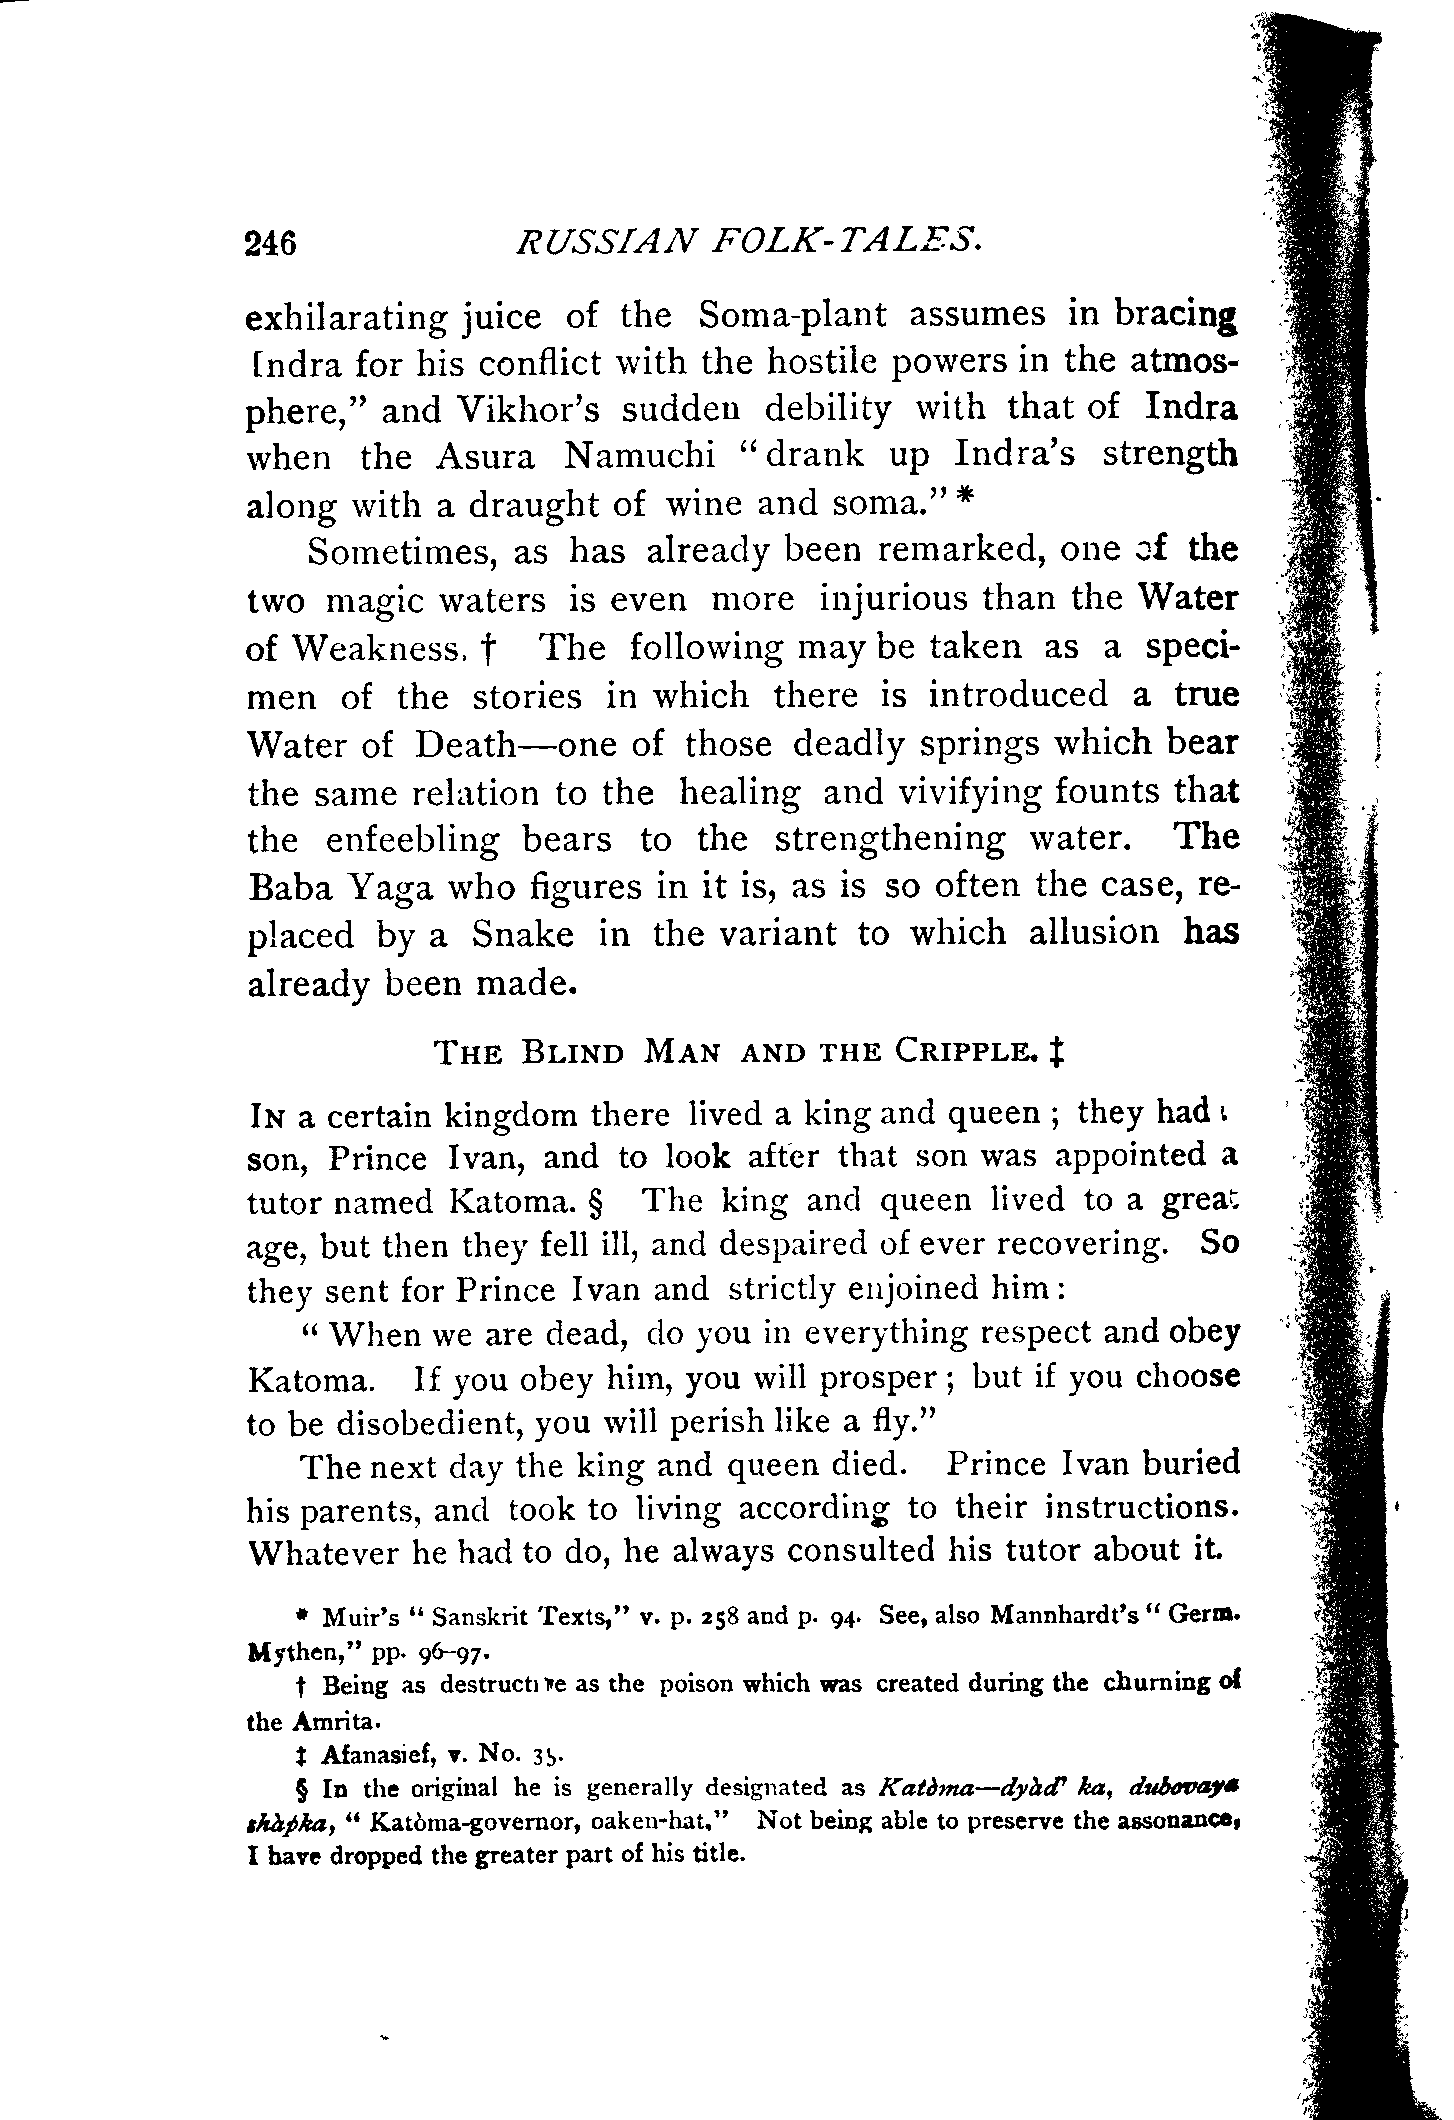 246 RUSSIAN FOLK-TALES.
exhilarating juice of the Soma-plant assumes in bracing
Indra for his conflict with the hostile powers in the atmos-
phere,” and Vikhor’s sudden debility with that of Indra
when the Asura Namuchi “drank up Indra’s strength
along with a draught of wine and soma.” *
Sometimes, as has already been remarked, one of the
two magic waters is even more injurious than the Water
of Weakness. † The following may be taken as a speci-
men of the stories in which there is introduced a true
Water of Death—one of those deadly springs which bear
the same relation to the healing and vivifying founts that
the enfeebling bears to the strengthening water. The
Baba Yaga who figures in it is, as is so often the case, re-
placed by a Snake in the variant to which allusion has
already been made.
THE BLIND MAN AND THE CRIPPLE. ‡
IN a certain kingdom there lived a king and queen ; they had
son, Prince Ivan, and to look after that son was appointed a
tutor named Katoma. § The king and queen lived to a great
age, but then they fell ill, and despaired of ever recovering. So
they sent for Prince Ivan and strictly enjoined him :
“ When we are dead, do you in everything respect and obey
Katoma. If you obey him, you will prosper ; but if you choose
to be disobedient, you will perish like a fly.”
The next day the king and queen died. Prince Ivan buried
his parents, and took to living according to their instructions.
Whatever he had to do, he always consulted his tutor about it.
* Muir’s “ Sanskrit Texts,” v. p. 258 and p. 94. See, also Mannhardt’s “ Germ.
Mythen,” pp. 96–97.
† Being as destructive as the poison which was created during the churning of
the Amrita.
‡ Afanasief, v. No. 35.
§ In the original he is generally designated as Katòma—dyàd’ ka, dubovaya
shàpka, “ Katòma-governor, oaken-hat.” Not being able to preserve the assonance,
I have dropped the greater part of his title.